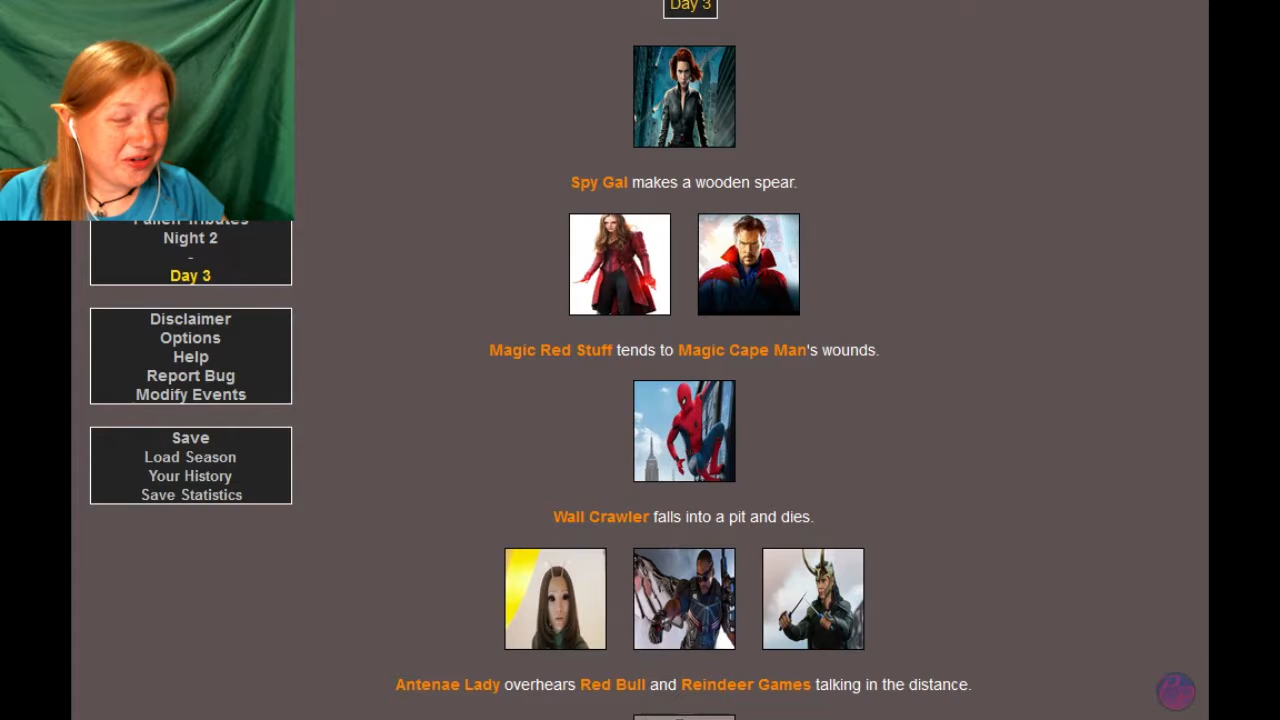 Day 3
Spy Gal makes a wooden spear.
Fallen Tributes
Night 2
-
Day 3
Magic Red Stuff tends to Magic Cape Man's wounds.
Disclaimer
Options
Help
Report Bug
Modify Events
Save
Load Season
Your History
Save Statistics
Wall Crawler falls into a pit and dies.
Antenae Lady overhears Red Bull and Reindeer Games talking in the distance.